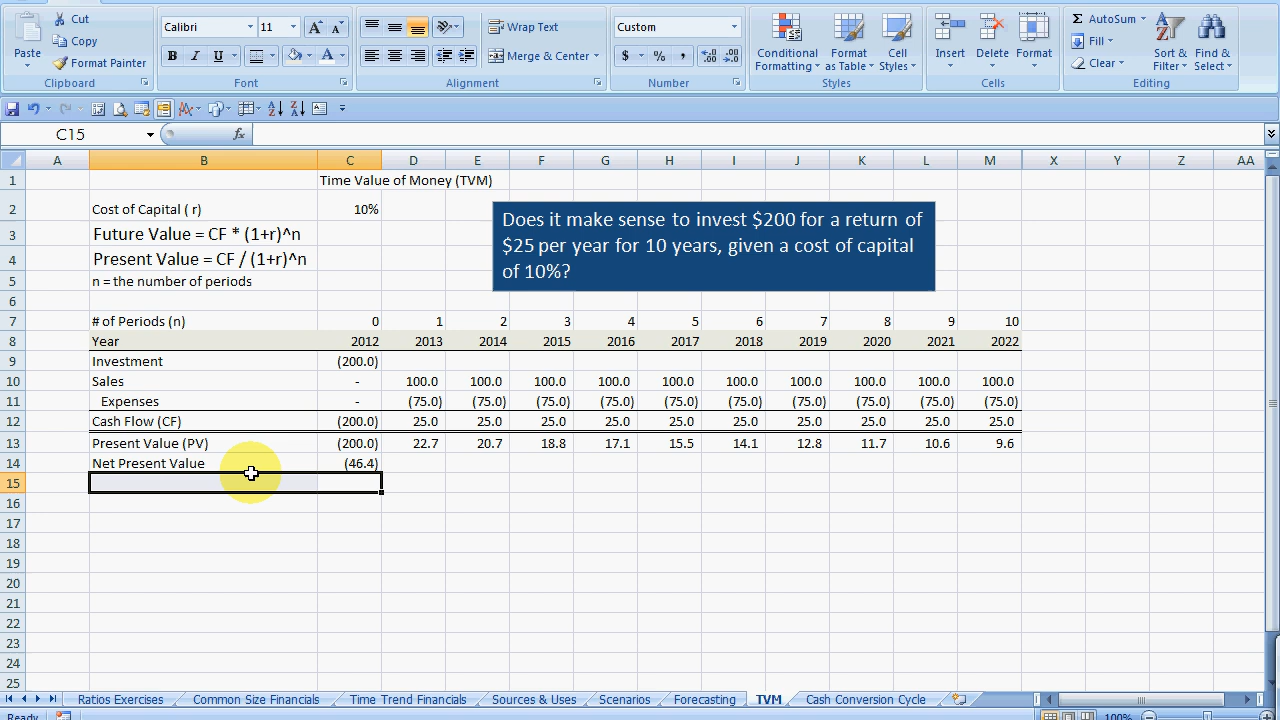 Cut
Copy
Format Painter
Paste
Clipboard
Calibri 11
B I U
A A
A
Font
Wrap Text
Merge & Center
Alignment
Custom
$ % ,
Number
Conditional Formatting
Format as Table
Cell Styles
Styles
Insert Delete Format
Cells
Σ AutoSum
Fill
Clear
Sort & Filter
Find & Select
Editing
C15 fx
A B C D E F G H I J K L M X Y Z AA
1 Time Value of Money (TVM)
2 Cost of Capital ( r) 10%
3 Future Value = CF * (1+r)^n
4 Present Value = CF / (1+r)^n
5 n = the number of periods
Does it make sense to invest $200 for a return of
$25 per year for 10 years, given a cost of capital
of 10%?
6
7 # of Periods (n) 0 1 2 3 4 5 6 7 8 9 10
8 Year 2012 2013 2014 2015 2016 2017 2018 2019 2020 2021 2022
9 Investment (200.0)
10 Sales - 100.0 100.0 100.0 100.0 100.0 100.0 100.0 100.0 100.0 100.0
11 Expenses - (75.0) (75.0) (75.0) (75.0) (75.0) (75.0) (75.0) (75.0) (75.0) (75.0)
12 Cash Flow (CF) (200.0) 25.0 25.0 25.0 25.0 25.0 25.0 25.0 25.0 25.0 25.0
13 Present Value (PV) (200.0) 22.7 20.7 18.8 17.1 15.5 14.1 12.8 11.7 10.6 9.6
14 Net Present Value (46.4)
15
16
17
18
19
20
21
22
23
24
25
Ratios Exercises Common Size Financials Time Trend Financials Sources & Uses Scenarios Forecasting TVM Cash Conversion Cycle
Ready 100%